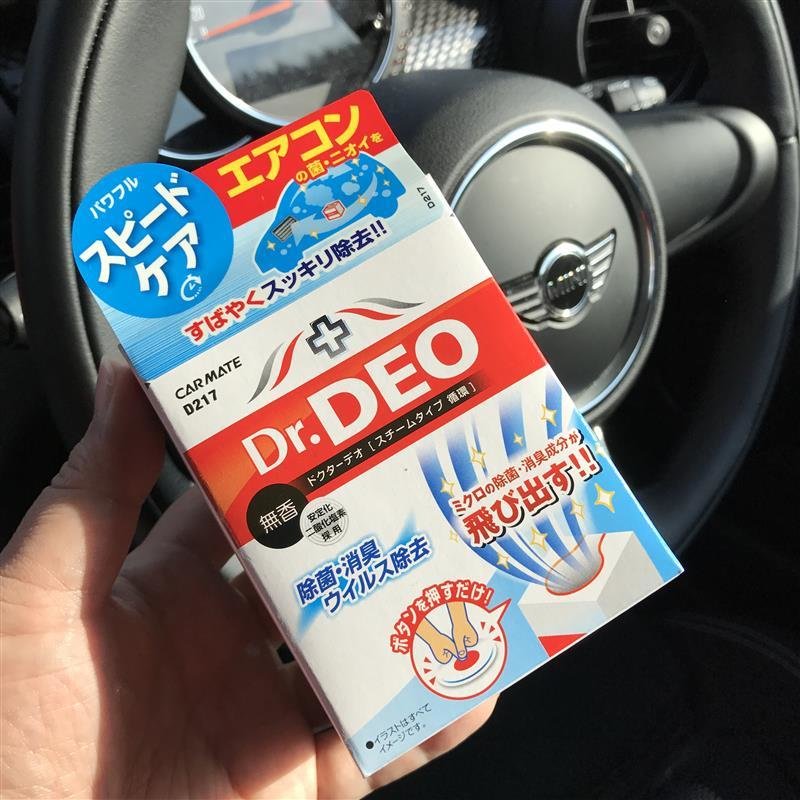 パワフル
スピード
ケア
エアコン
の菌・ニオイを
D217
すばやくスッキリ除去!!
CARMATE
D217
Dr.DEO
ドクターデオ [スチームタイプ 循環]
無香
安定化
二酸化塩素
採用
ミクロの除菌・消臭成分が
飛び出す!!
除菌・消臭
ウイルス除去
ボタンを押すだけ!
●イラストはすべて
イメージです。
MINI